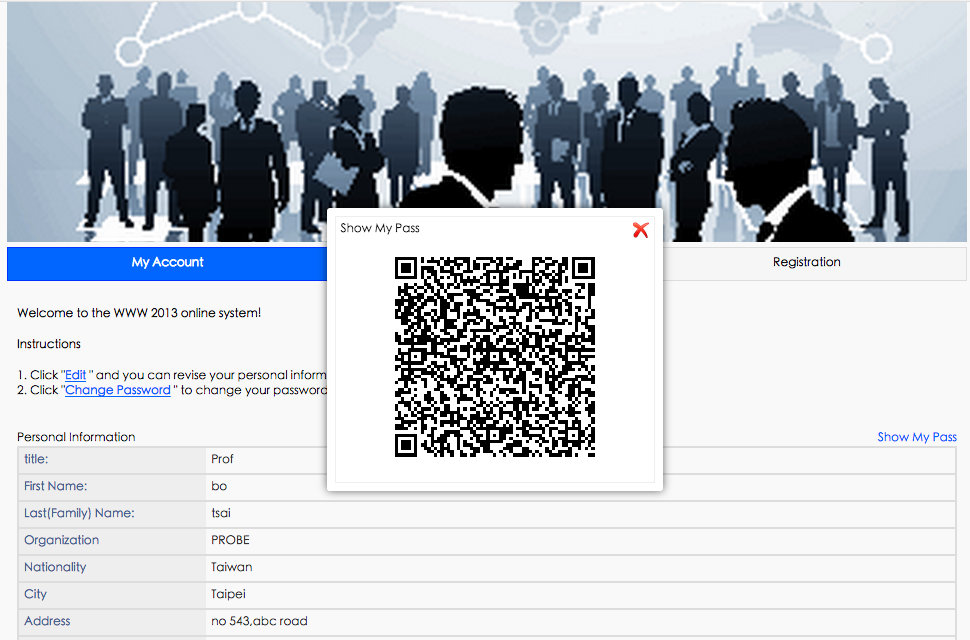 Show My Pass
My Account
Registration
Welcome to the WWW 2013 online system!
Instructions
1. Click "Edit " and you can revise your personal inform
2. Click "Change Password " to change your password
Personal Information
Show My Pass
title: Prof
First Name: bo
Last(Family) Name: tsai
Organization PROBE
Nationality Taiwan
City Taipei
Address no 543,abc road